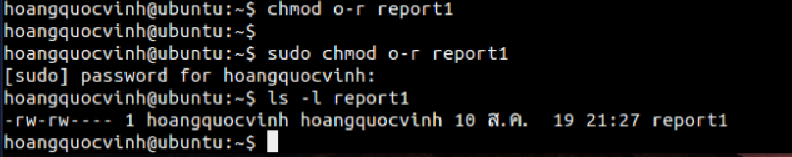 hoangquocvinh@ubuntu:~$ chmod o-r report1
hoangquocvinh@ubuntu:~$
hoangquocvinh@ubuntu:~$ sudo chmod o-r report1
[sudo] password for hoangquocvinh:
hoangquocvinh@ubuntu:~$ ls -l report1
-rw-rw---- 1 hoangquocvinh hoangquocvinh 10 ส.ค.  19 21:27 report1
hoangquocvinh@ubuntu:~$